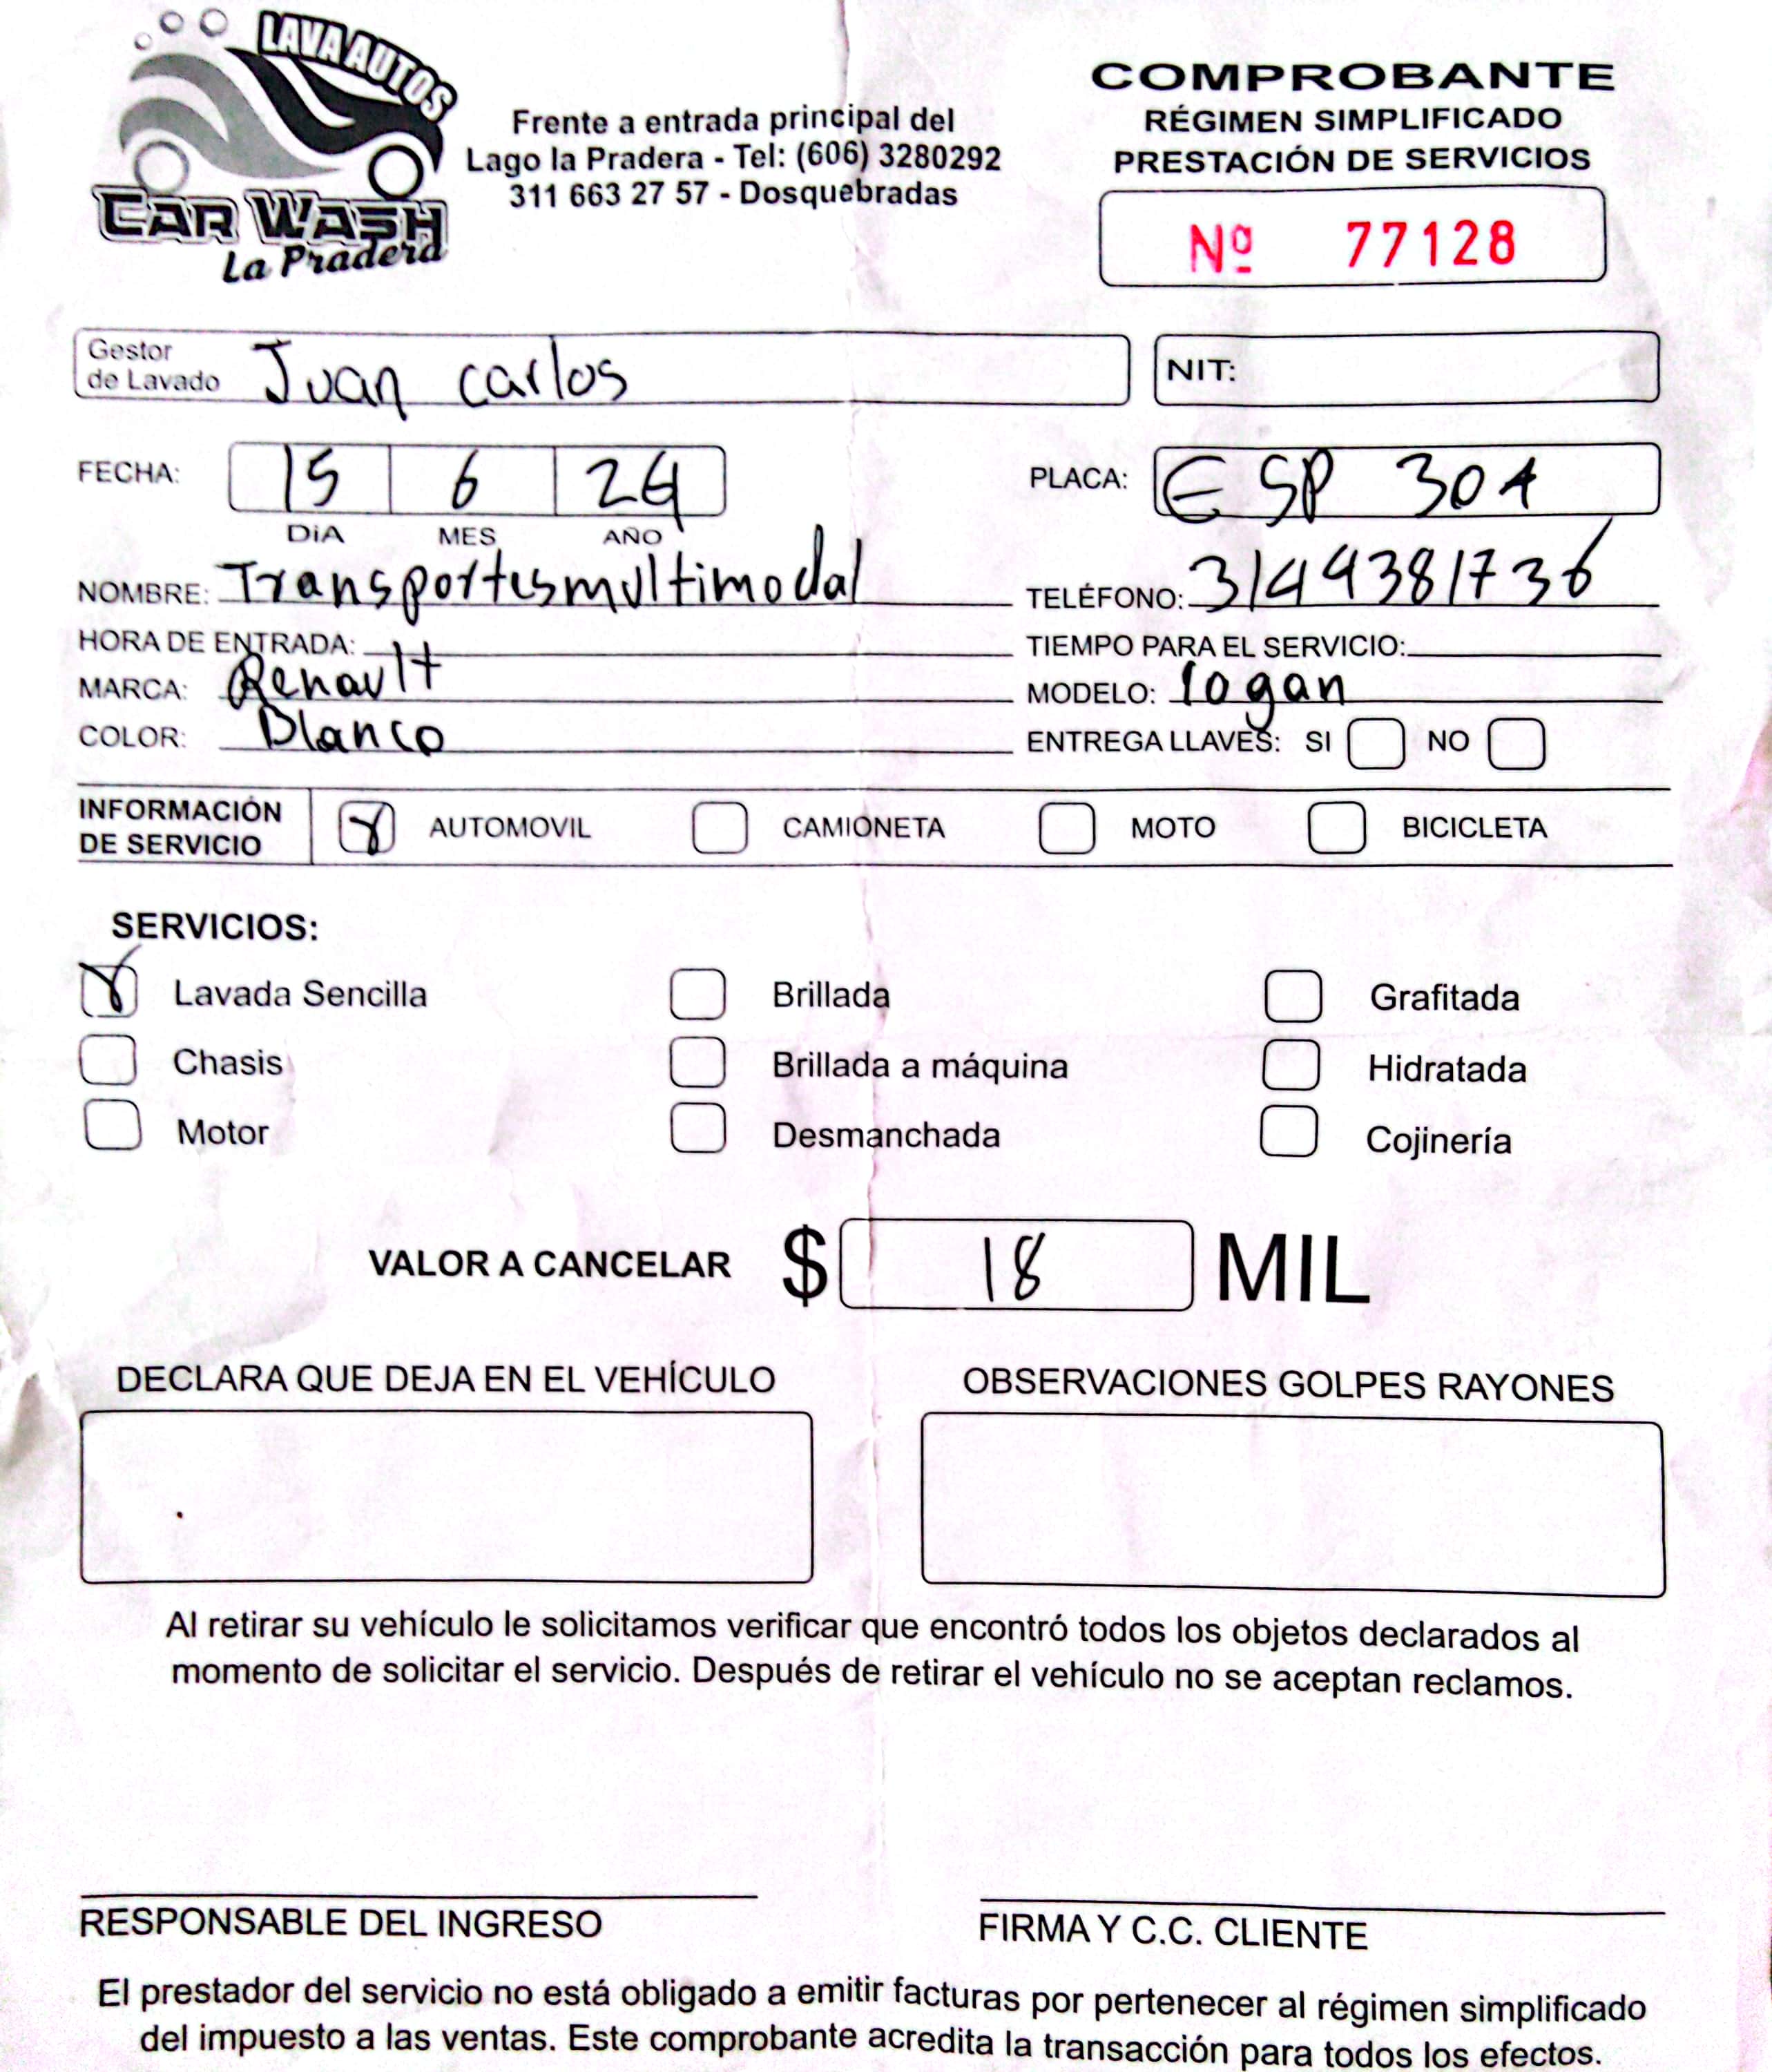 LAVA AUTOS
CAR WASH
La Pradera
Frente a entrada principal del
Lago la Pradera - Tel: (606) 3280292
311 663 27 57 - Dosquebradas
COMPROBANTE
RÉGIMEN SIMPLIFICADO
PRESTACIÓN DE SERVICIOS
Nº 77128
Gestor de Lavado Juan carlos
NIT:
FECHA: 15 6 24
DíA MES AÑO
PLACA: ESP 304
NOMBRE: Transportesmultimodal
TELÉFONO: 3144381736
HORA DE ENTRADA:
TIEMPO PARA EL SERVICIO:
MARCA: Renault
MODELO: logan
COLOR: Blanco
ENTREGA LLAVES: SI NO
INFORMACIÓN DE SERVICIO
AUTOMOVIL CAMIONETA MOTO BICICLETA
SERVICIOS:
Lavada Sencilla Brillada Grafitada
Chasis Brillada a máquina Hidratada
Motor Desmanchada Cojinería
VALOR A CANCELAR $ 18 MIL
DECLARA QUE DEJA EN EL VEHÍCULO
OBSERVACIONES GOLPES RAYONES
Al retirar su vehículo le solicitamos verificar que encontró todos los objetos declarados al
momento de solicitar el servicio. Después de retirar el vehículo no se aceptan reclamos.
RESPONSABLE DEL INGRESO
FIRMA Y C.C. CLIENTE
El prestador del servicio no está obligado a emitir facturas por pertenecer al régimen simplificado
del impuesto a las ventas. Este comprobante acredita la transacción para todos los efectos.